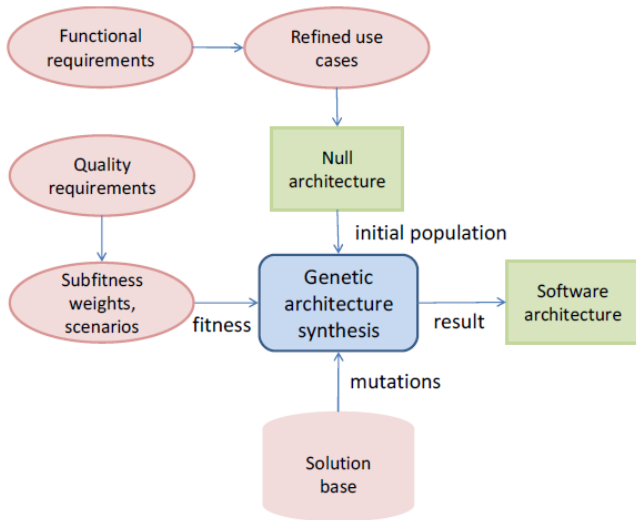 Functional
requirements
Refined use
cases
Quality
requirements
Null
architecture
initial population
Subfitness
weights,
scenarios
fitness
Genetic
architecture
synthesis
result
Software
architecture
mutations
Solution
base